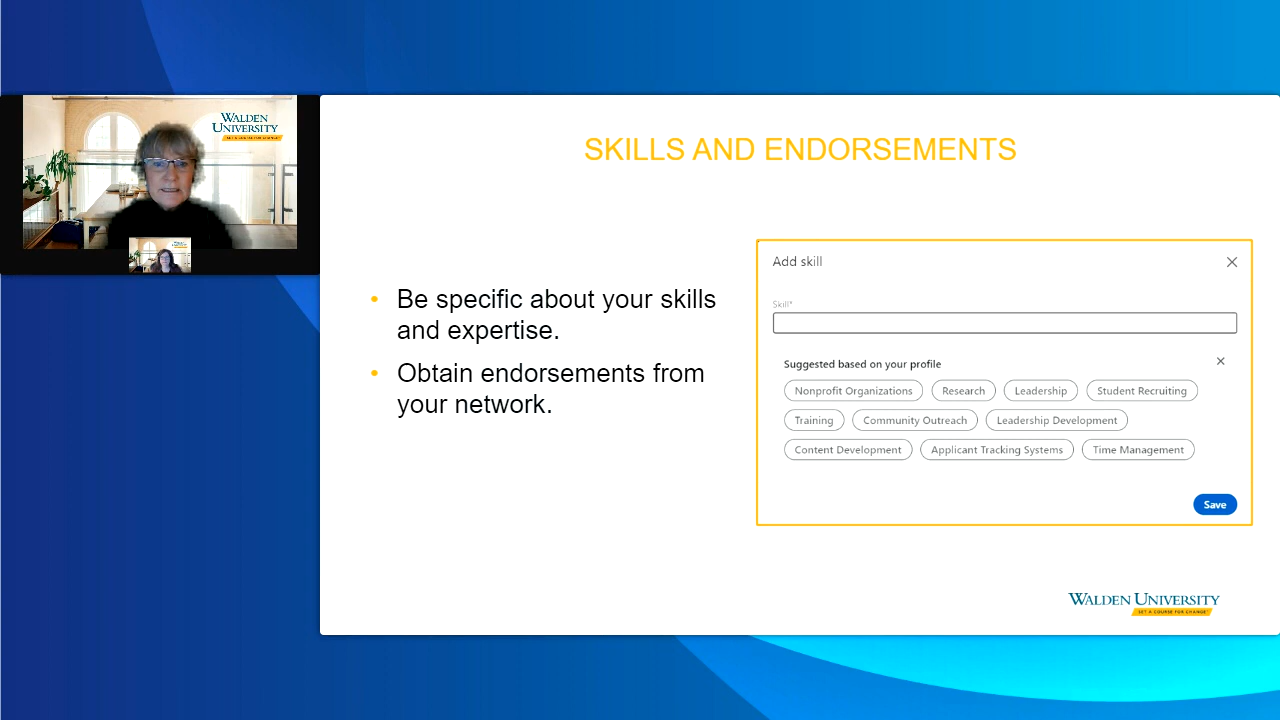 WALDEN
UNIVERSITY
SKILLS AND ENDORSEMENTS
• Be specific about your skills
and expertise.
• Obtain endorsements from
your network.
Add skill
Skill*
Suggested based on your profile
Nonprofit Organizations Research Leadership Student Recruiting
Training Community Outreach Leadership Development
Content Development Applicant Tracking Systems Time Management
Save
WALDEN UNIVERSITY
SET A COURSE FOR CHANGE